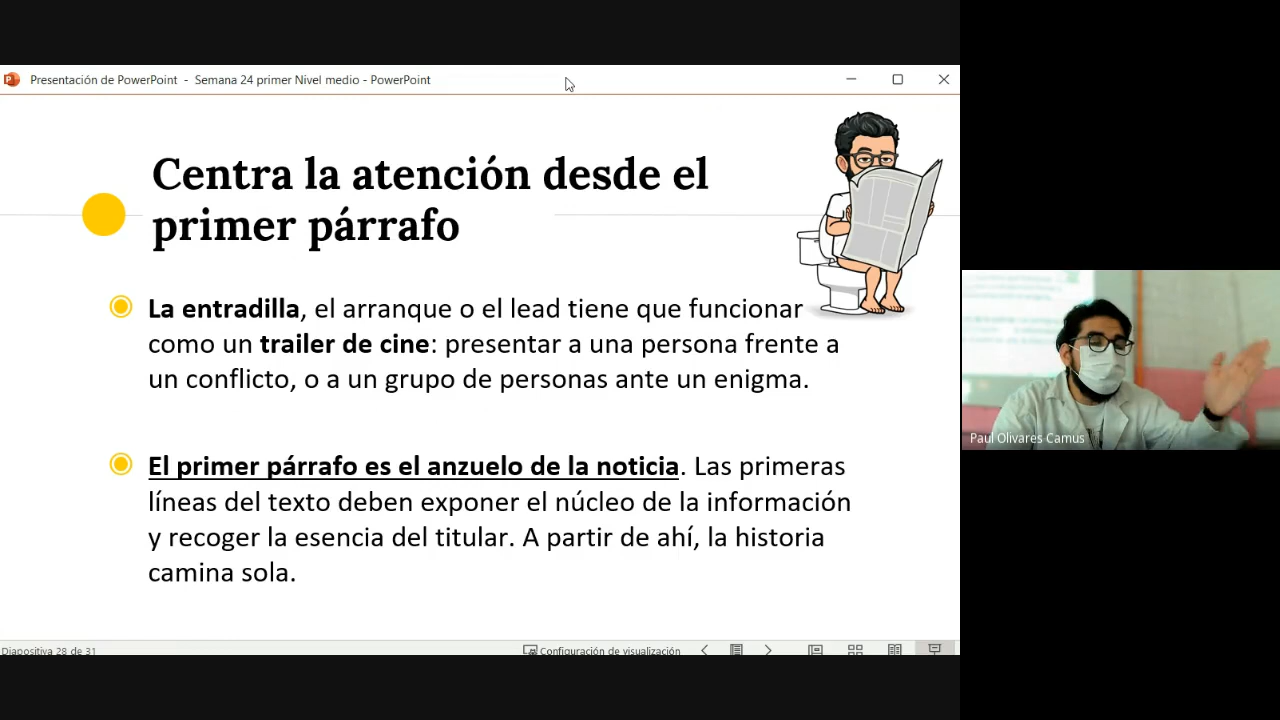 Presentación de PowerPoint - Semana 24 primer Nivel medio - PowerPoint
Centra la atención desde el
primer párrafo
La entradilla, el arranque o el lead tiene que funcionar
como un trailer de cine: presentar a una persona frente a
un conflicto, o a un grupo de personas ante un enigma.
El primer párrafo es el anzuelo de la noticia. Las primeras
líneas del texto deben exponer el núcleo de la información
y recoger la esencia del titular. A partir de ahí, la historia
camina sola.
Paul Olivares Camus
Diapositiva 28 de 31
Configuración de visualización